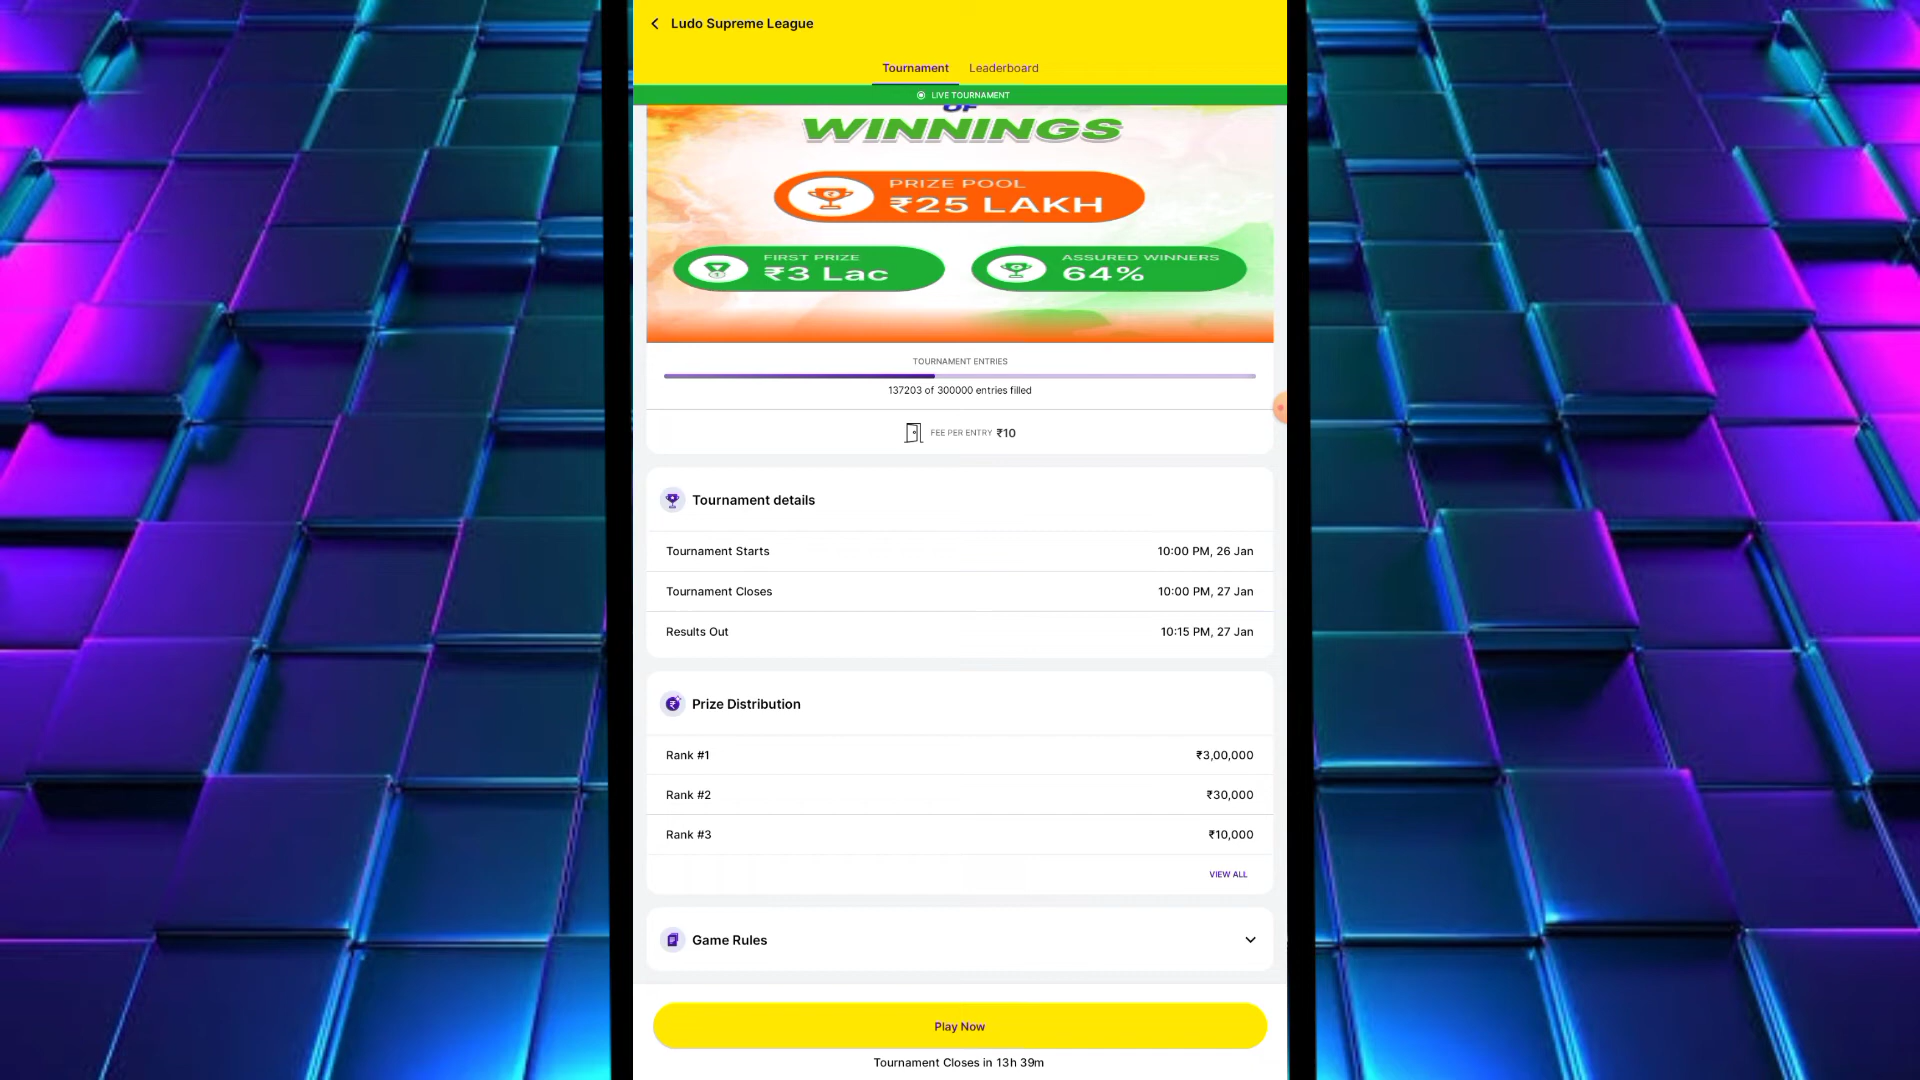 Ludo Supreme League
Tournament Leaderboard
LIVE TOURNAMENT
OF
WINNINGS
PRIZE POOL
₹25 LAKH
FIRST PRIZE
₹3 Lac
ASSURED WINNERS
64%
TOURNAMENT ENTRIES
137203 of 300000 entries filled
FEE PER ENTRY ₹10
Tournament details
Tournament Starts 10:00 PM, 26 Jan
Tournament Closes 10:00 PM, 27 Jan
Results Out 10:15 PM, 27 Jan
Prize Distribution
Rank #1 ₹3,00,000
Rank #2 ₹30,000
Rank #3 ₹10,000
VIEW ALL
Game Rules
Play Now
Tournament Closes in 13h 39m